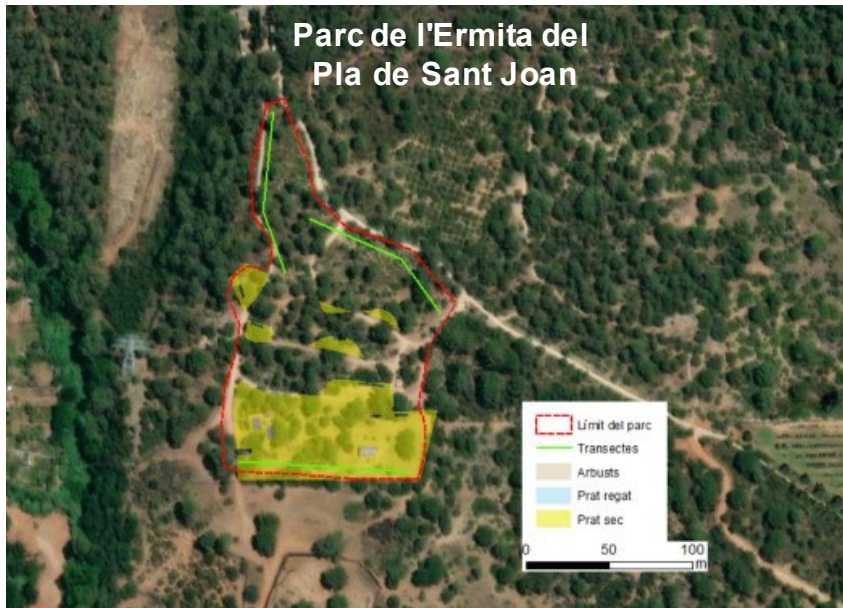 Parc de l'Ermita del
Pla de Sant Joan
Límit del parc
Transectes
Arbusts
Prat regat
Prat sec
0 50 100
m